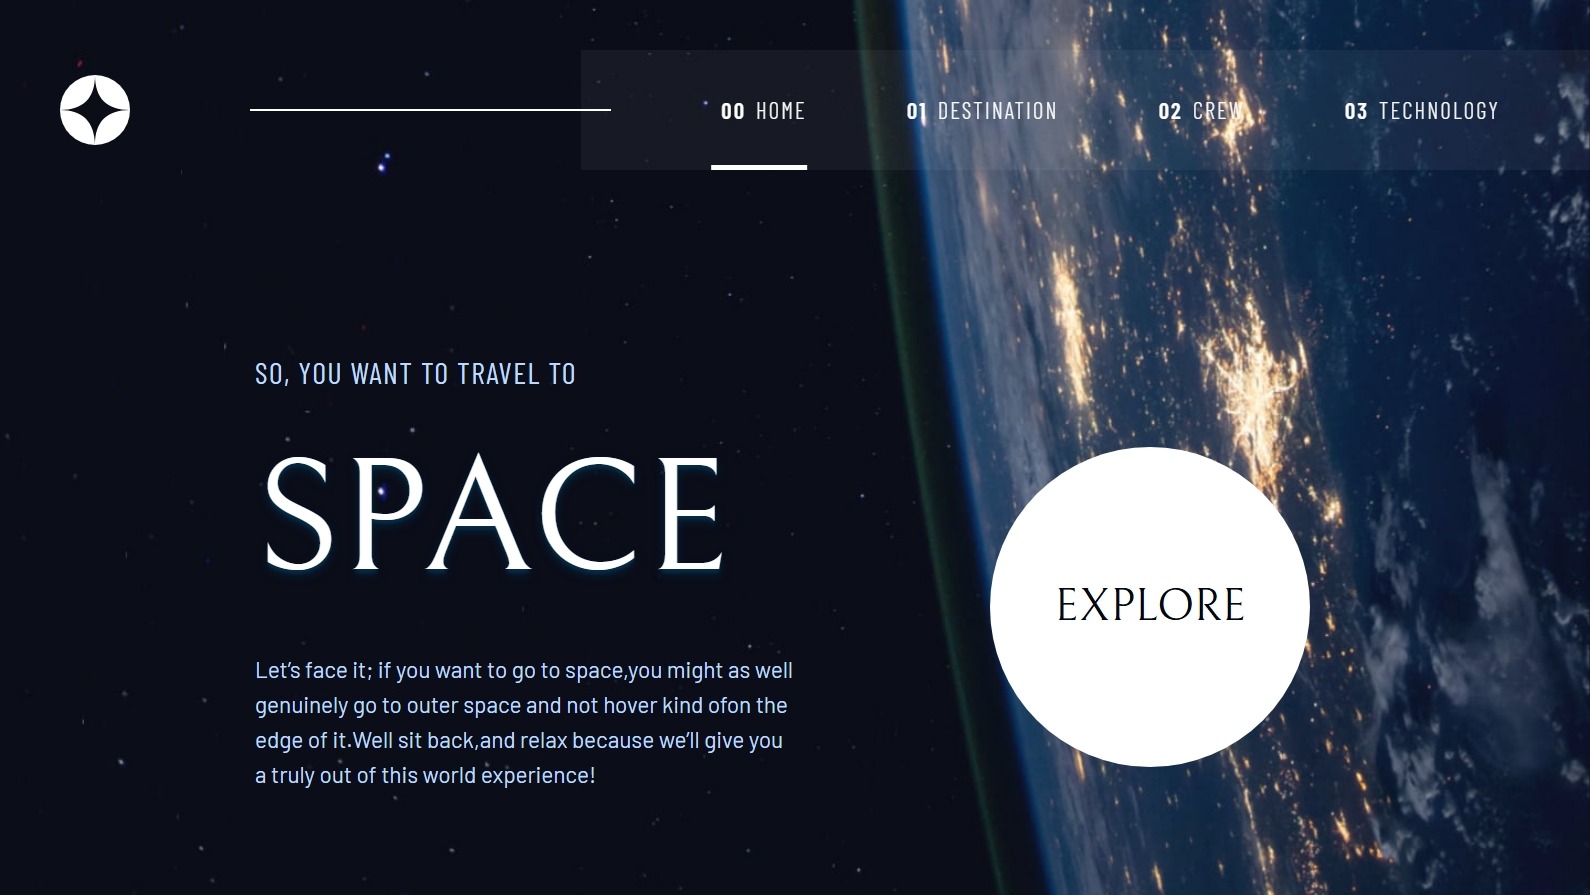 00 HOME 01 DESTINATION 02 CREW 03 TECHNOLOGY
SO, YOU WANT TO TRAVEL TO
SPACE
Let’s face it; if you want to go to space,you might as well
genuinely go to outer space and not hover kind ofon the
edge of it.Well sit back,and relax because we’ll give you
a truly out of this world experience!
EXPLORE